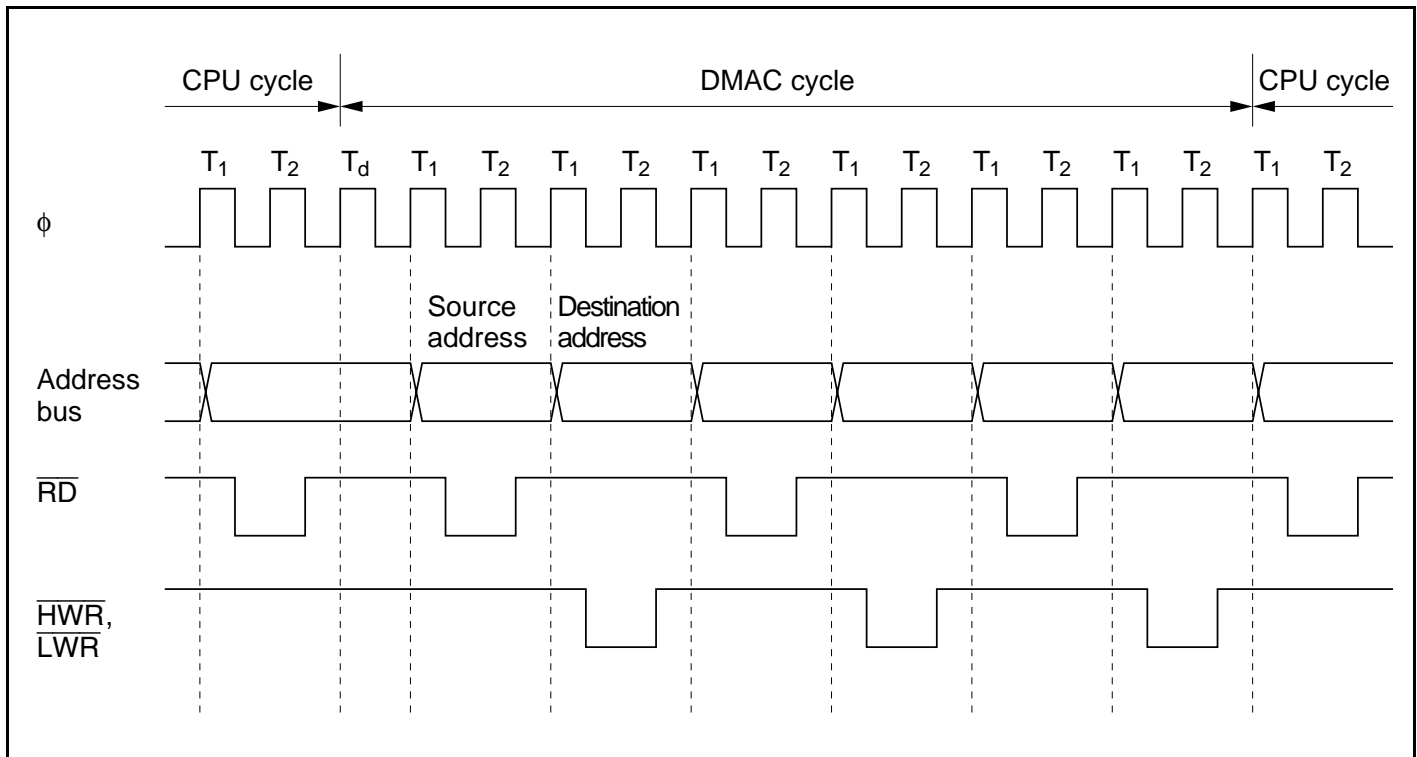 CPU cycle DMAC cycle CPU cycle
T1 T2 Td T1 T2 T1 T2 T1 T2 T1 T2 T1 T2 T1 T2 T1 T2
ϕ
Source address
Destination address
Address bus
RD
HWR,
LWR